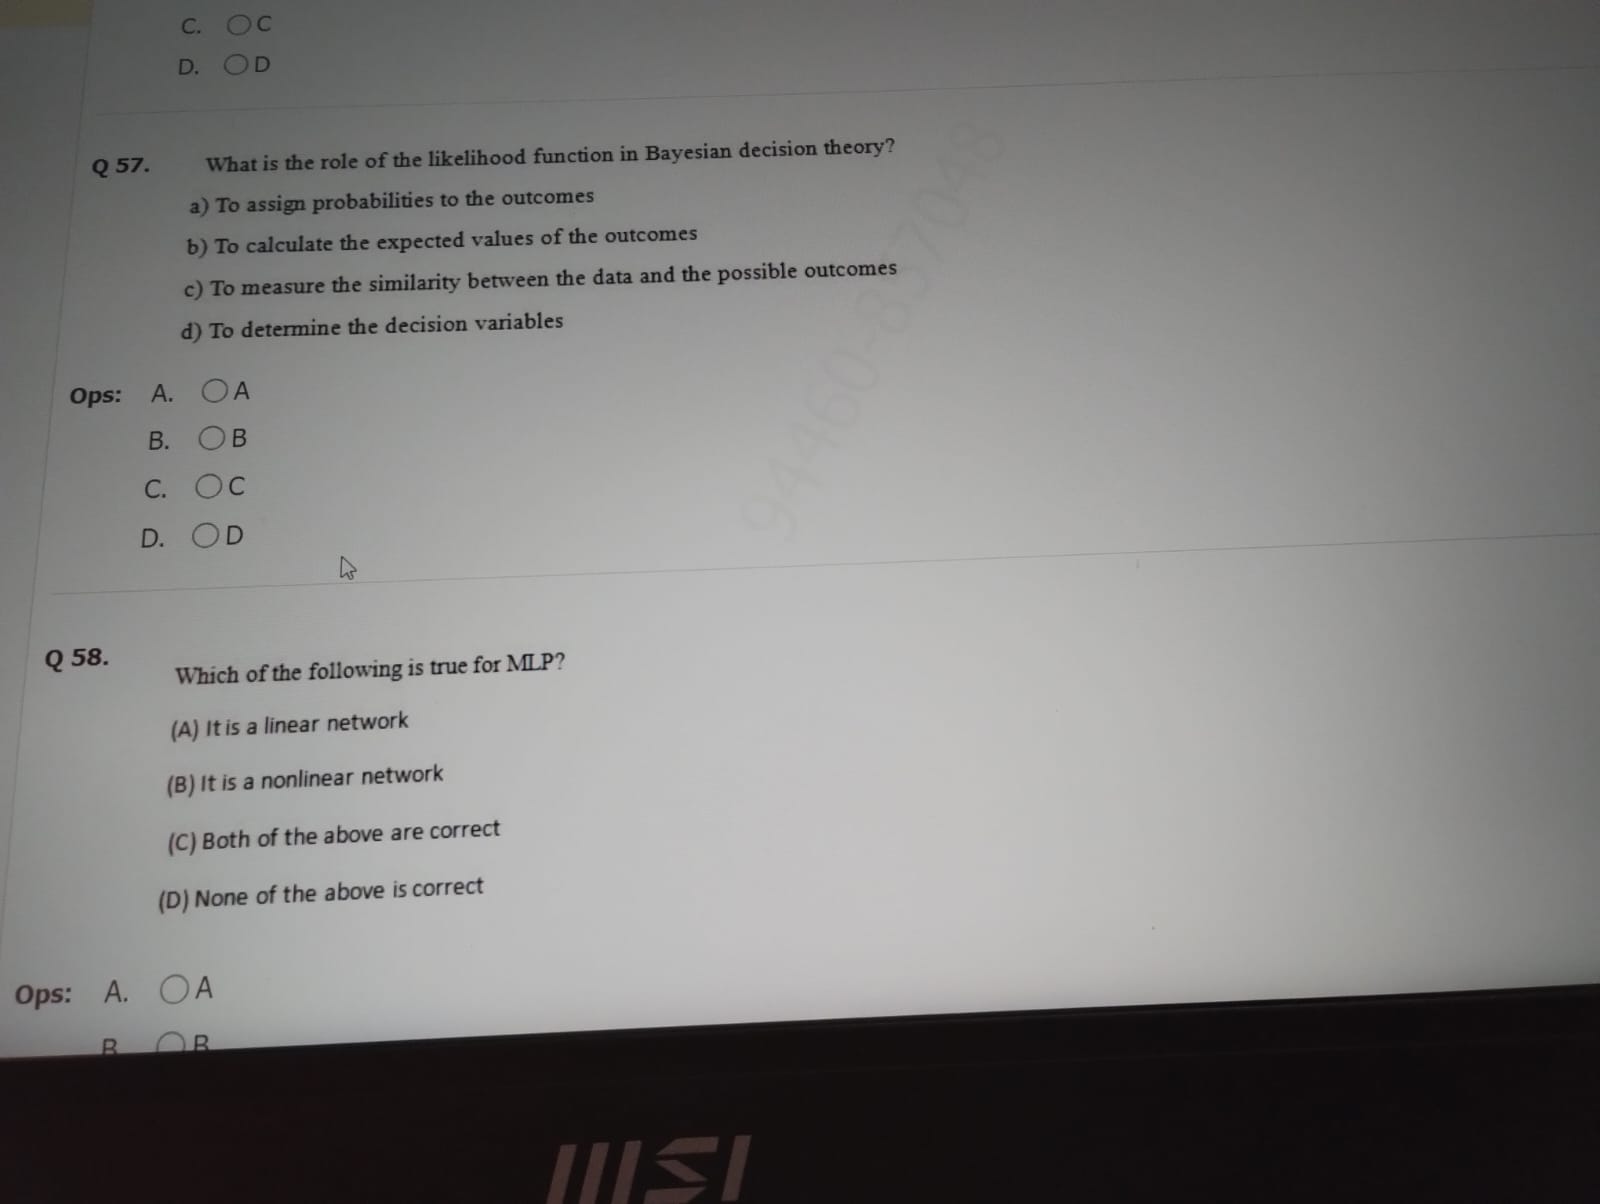 C. C
D. D
Q 57. What is the role of the likelihood function in Bayesian decision theory?
a) To assign probabilities to the outcomes
b) To calculate the expected values of the outcomes
c) To measure the similarity between the data and the possible outcomes
d) To determine the decision variables
Ops: A. A
B. B
C. C
D. D
Q 58. Which of the following is true for MLP?
(A) It is a linear network
(B) It is a nonlinear network
(C) Both of the above are correct
(D) None of the above is correct
Ops: A. A
B B
msi